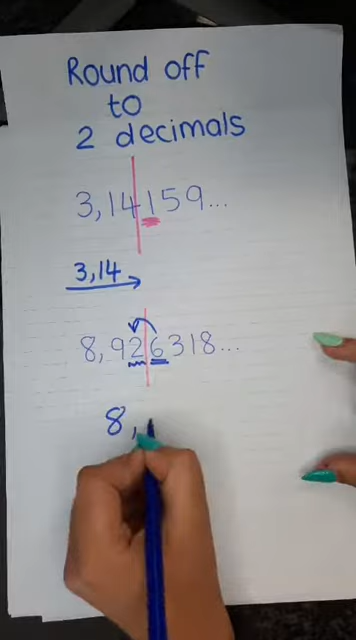 Round off
to
2 decimals
3,14159...
3,14
8,926318...
8,